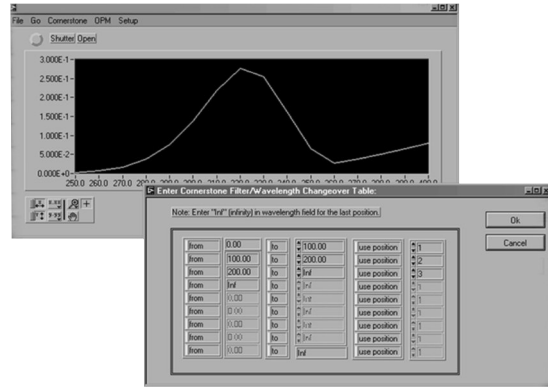 File Go Cornerstone OPM Setup
Shutter Open
3.000E-1
2.500E-1
2.000E-1
1.500E-1
1.000E-1
5.000E-2
0.000E+0
250.0 260.0 270.0
Enter Cornerstone Filter/Wavelength Changeover Table:
Note: Enter "Inf" (infinity) in wavelength field for the last position.
Ok
Cancel
from 0.00 to 100.00 use position 1
from 100.00 to 200.00 use position 2
from 200.00 to Inf use position 3
from Inf to Inf use position 1
from 0.00 to Inf use position 1
from 0.00 to Inf use position 1
from 0.00 to Inf use position 1
from 0.00 to Inf use position 1
from 0.00 to Inf use position 1